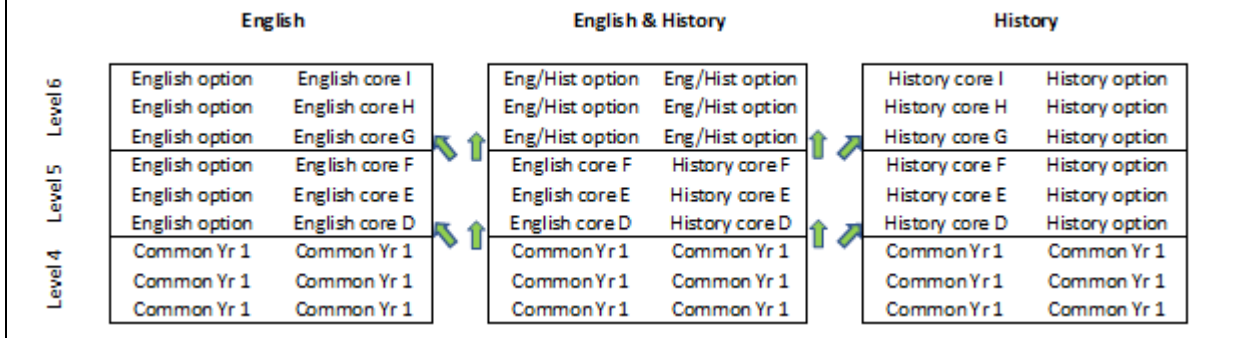 English English & History History
Level 6
English option English core I Eng/Hist option Eng/Hist option History core I History option
English option English core H Eng/Hist option Eng/Hist option History core H History option
English option English core G Eng/Hist option Eng/Hist option History core G History option
Level 5
English option English core F English core F History core F History core F History option
English option English core E English core E History core E History core E History option
English option English core D English core D History core D History core D History option
Level 4
Common Yr 1 Common Yr 1 Common Yr 1 Common Yr 1 Common Yr 1 Common Yr 1
Common Yr 1 Common Yr 1 Common Yr 1 Common Yr 1 Common Yr 1 Common Yr 1
Common Yr 1 Common Yr 1 Common Yr 1 Common Yr 1 Common Yr 1 Common Yr 1